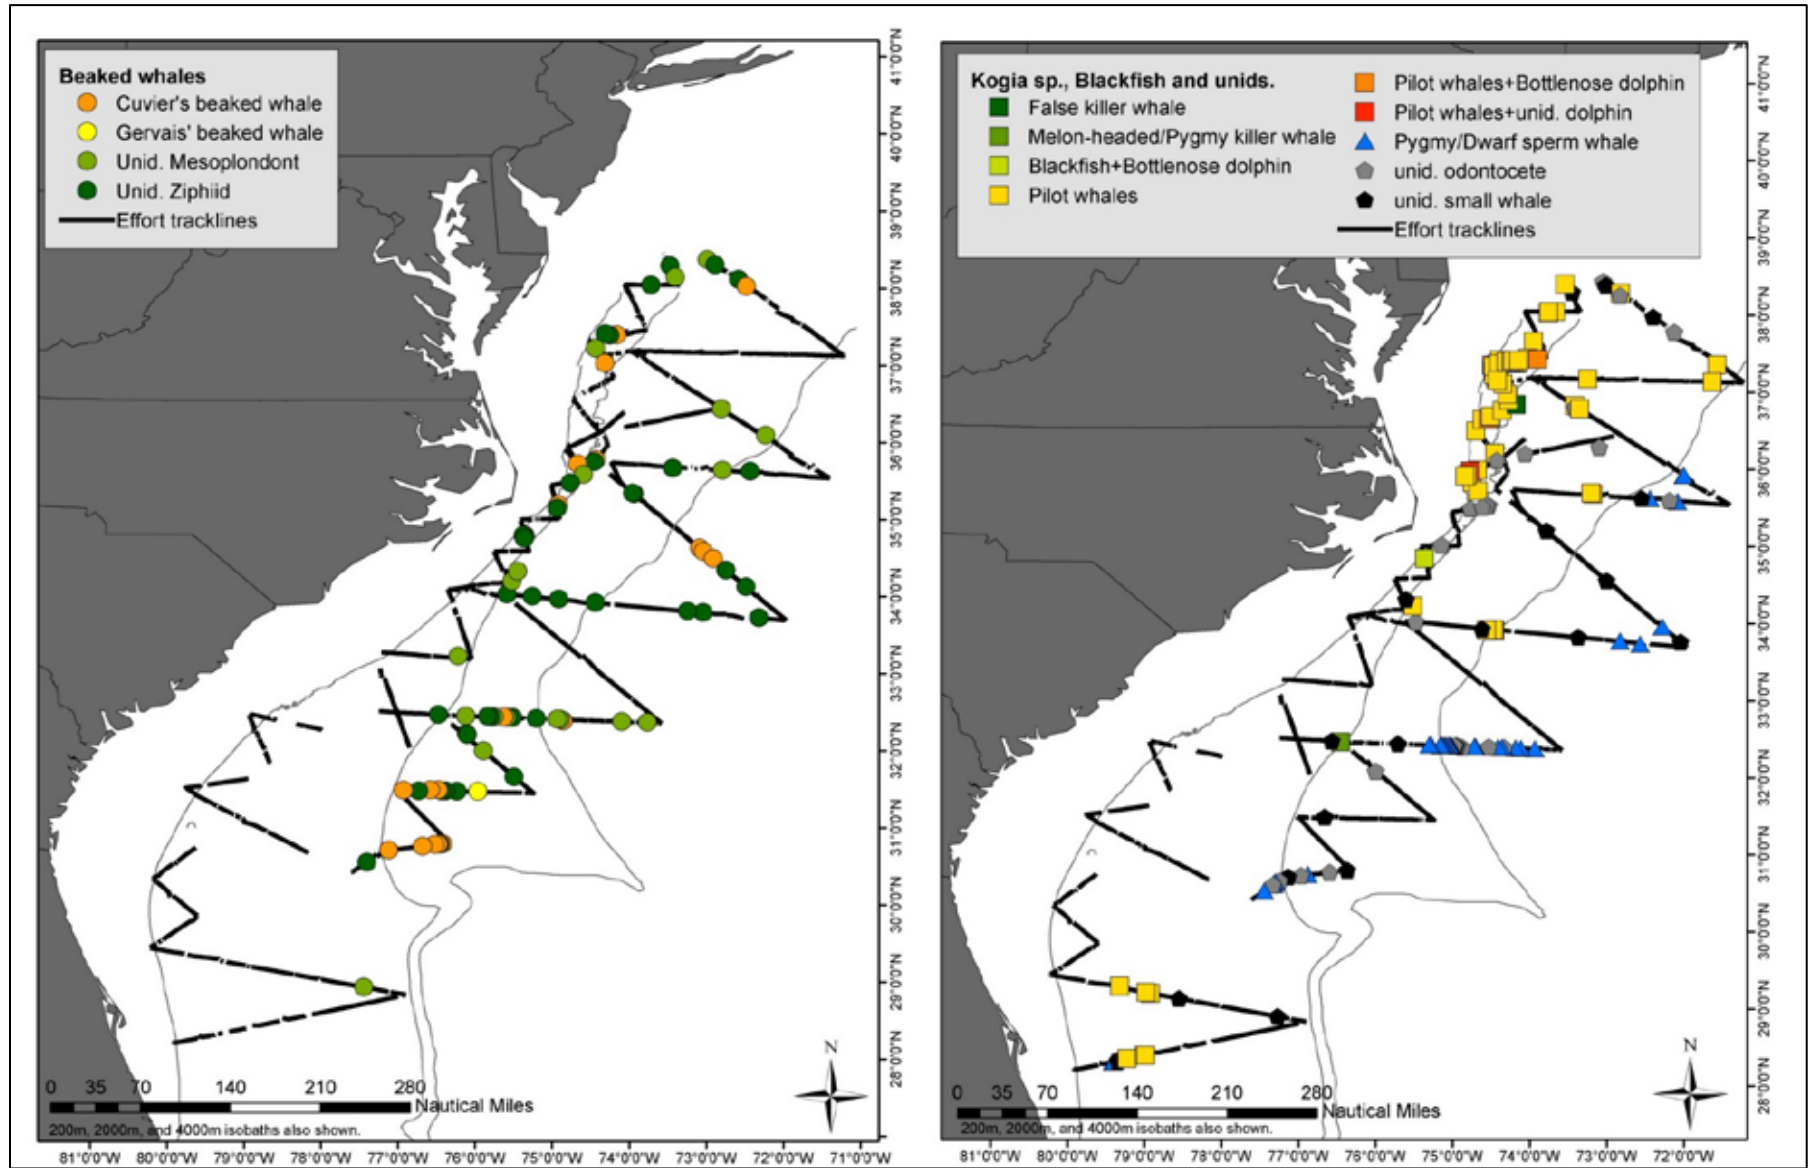 Beaked whales
Cuvier's beaked whale
Gervais' beaked whale
Unid. Mesoplondont
Unid. Ziphiid
Effort tracklines
41°0'0"N
40°0'0"N
39°0'0"N
38°0'0"N
37°0'0"N
36°0'0"N
35°0'0"N
34°0'0"N
33°0'0"N
32°0'0"N
31°0'0"N
30°0'0"N
29°0'0"N
28°0'0"N
N
0 35 70 140 210 280
Nautical Miles
200m, 2000m, and 4000m isobaths also shown.
81°0'0"W 80°0'0"W 79°0'0"W 78°0'0"W 77°0'0"W 76°0'0"W 75°0'0"W 74°0'0"W 73°0'0"W 72°0'0"W 71°0'0"W
Kogia sp., Blackfish and unids.
False killer whale
Melon-headed/Pygmy killer whale
Blackfish+Bottlenose dolphin
Pilot whales
Pilot whales+Bottlenose dolphin
Pilot whales+unid. dolphin
Pygmy/Dwarf sperm whale
unid. odontocete
unid. small whale
Effort tracklines
41°0'0"N
40°0'0"N
39°0'0"N
38°0'0"N
37°0'0"N
36°0'0"N
35°0'0"N
34°0'0"N
33°0'0"N
32°0'0"N
31°0'0"N
30°0'0"N
29°0'0"N
28°0'0"N
N
0 35 70 140 210 280
Nautical Miles
200m, 2000m, and 4000m isobaths also shown.
81°0'0"W 80°0'0"W 79°0'0"W 78°0'0"W 77°0'0"W 76°0'0"W 75°0'0"W 74°0'0"W 73°0'0"W 72°0'0"W